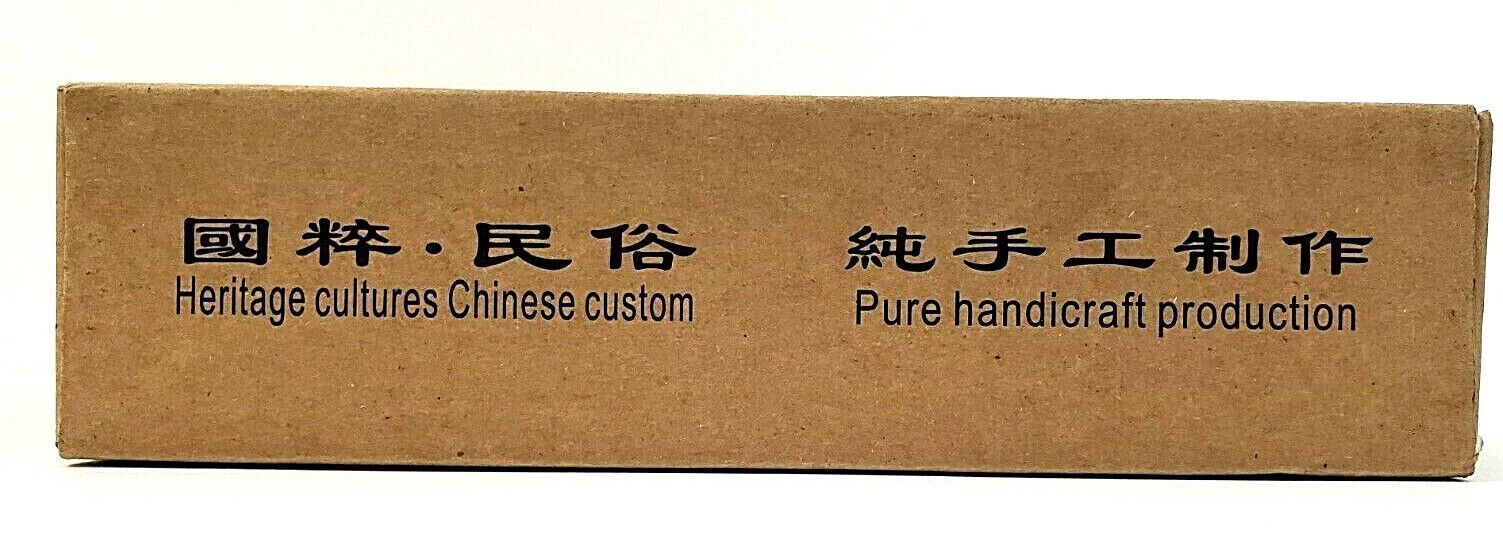 國粹·民俗
Heritage cultures Chinese custom
純手工制作
Pure handicraft production